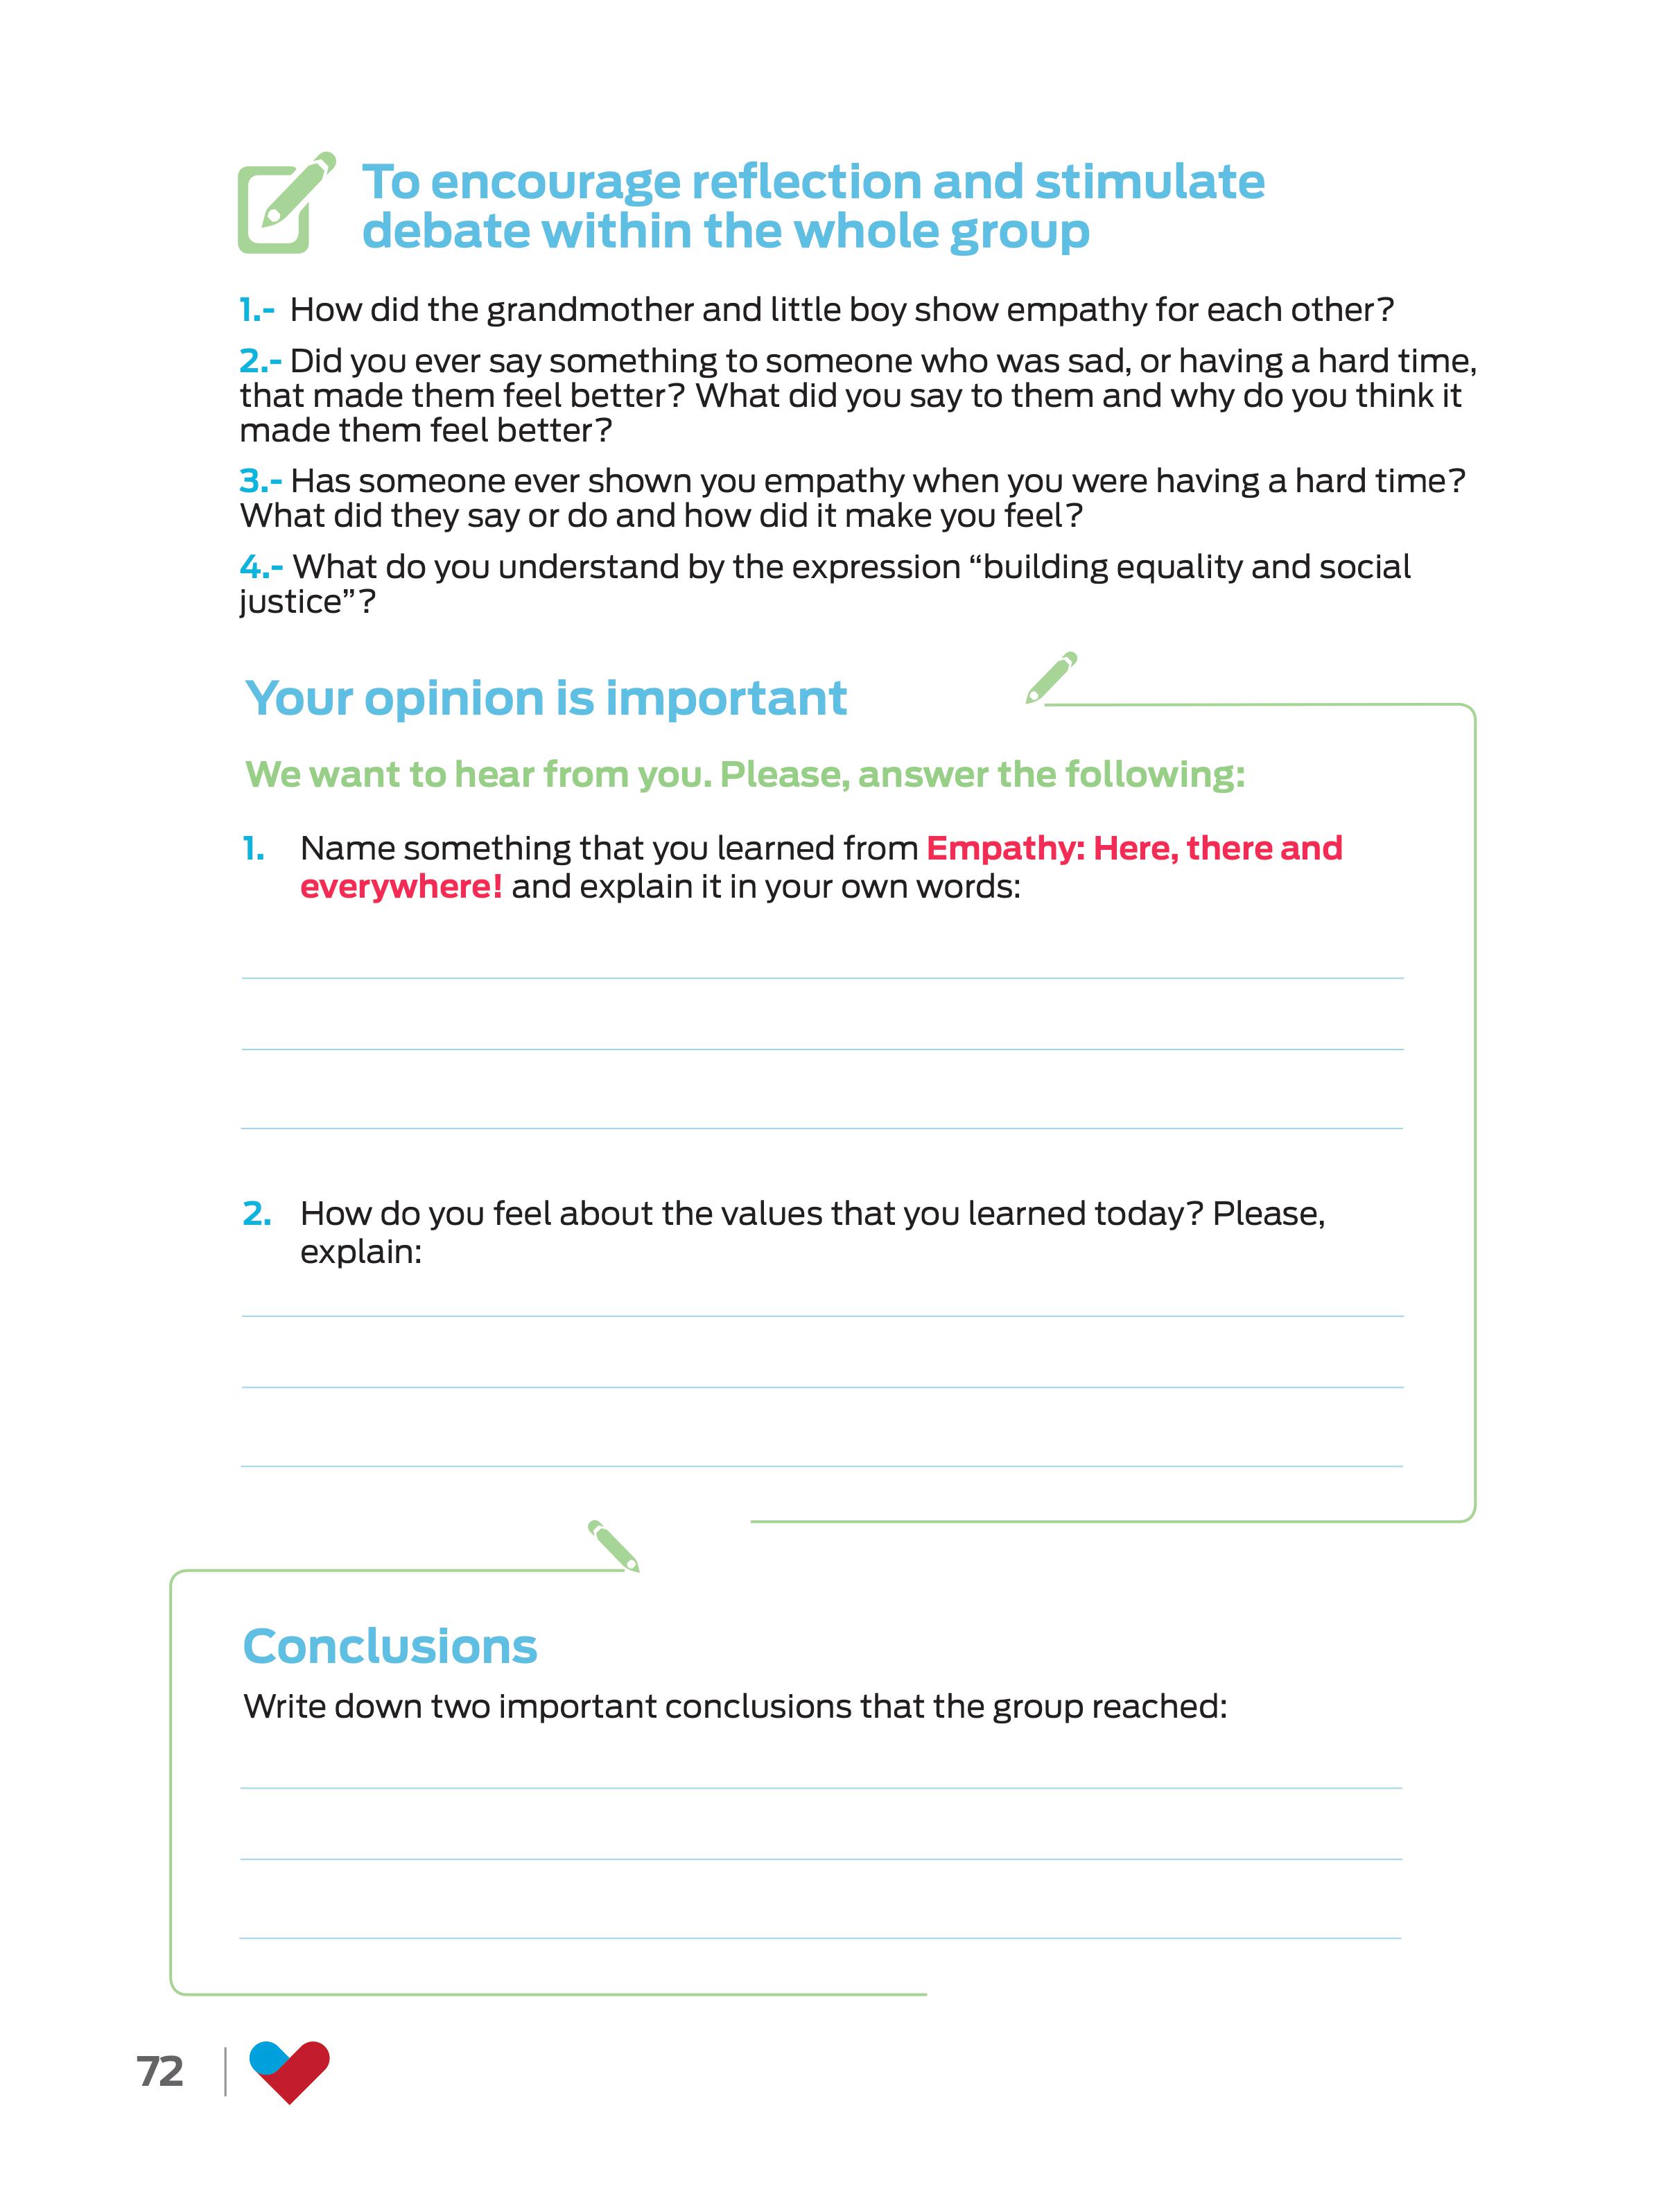 To encourage reflection and stimulate
debate within the whole group
1.- How did the grandmother and little boy show empathy for each other?
2.- Did you ever say something to someone who was sad, or having a hard time,
that made them feel better? What did you say to them and why do you think it
made them feel better?
3.- Has someone ever shown you empathy when you were having a hard time?
What did they say or do and how did it make you feel?
4.- What do you understand by the expression “building equality and social
justice”?
Your opinion is important
We want to hear from you. Please, answer the following:
1. Name something that you learned from Empathy: Here, there and
everywhere! and explain it in your own words:
2. How do you feel about the values that you learned today? Please,
explain:
Conclusions
Write down two important conclusions that the group reached:
72